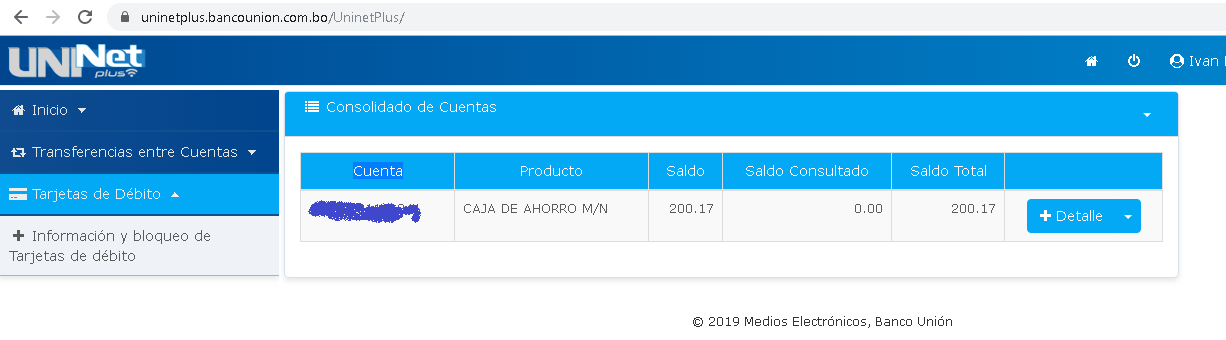 uninetplus.bancounion.com.bo/UninetPlus/
UNINet
plus
Ivan
Inicio
Consolidado de Cuentas
Transferencias entre Cuentas
Cuenta Producto Saldo Saldo Consultado Saldo Total
Tarjetas de Débito
CAJA DE AHORRO M/N 200.17 0.00 200.17 Detalle
Información y bloqueo de
Tarjetas de débito
© 2019 Medios Electrónicos, Banco Unión